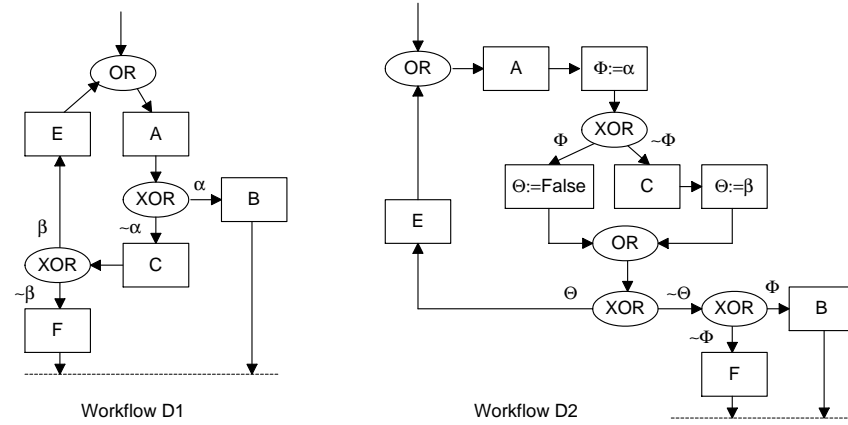 OR
E
A
XOR
α
B
~α
β
XOR
C
~β
F
Workflow D1
OR
A
Φ:=α
XOR
Φ
~Φ
Θ:=False
C
Θ:=β
E
OR
Θ
XOR
~Θ
XOR
Φ
B
~Φ
F
Workflow D2